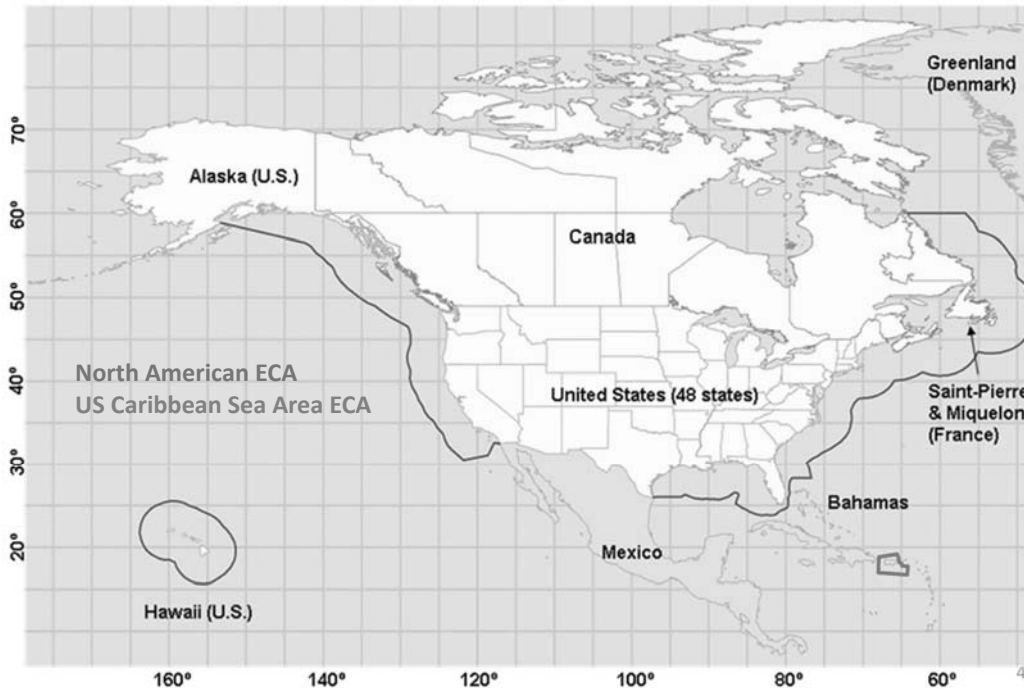 Greenland
(Denmark)
70°
Alaska (U.S.)
60°
Canada
50°
North American ECA
US Caribbean Sea Area ECA
40°
United States (48 states)
Saint-Pierre
& Miquelon
(France)
30°
Bahamas
20°
Mexico
Hawaii (U.S.)
160°
140°
120°
100°
80°
60°
4